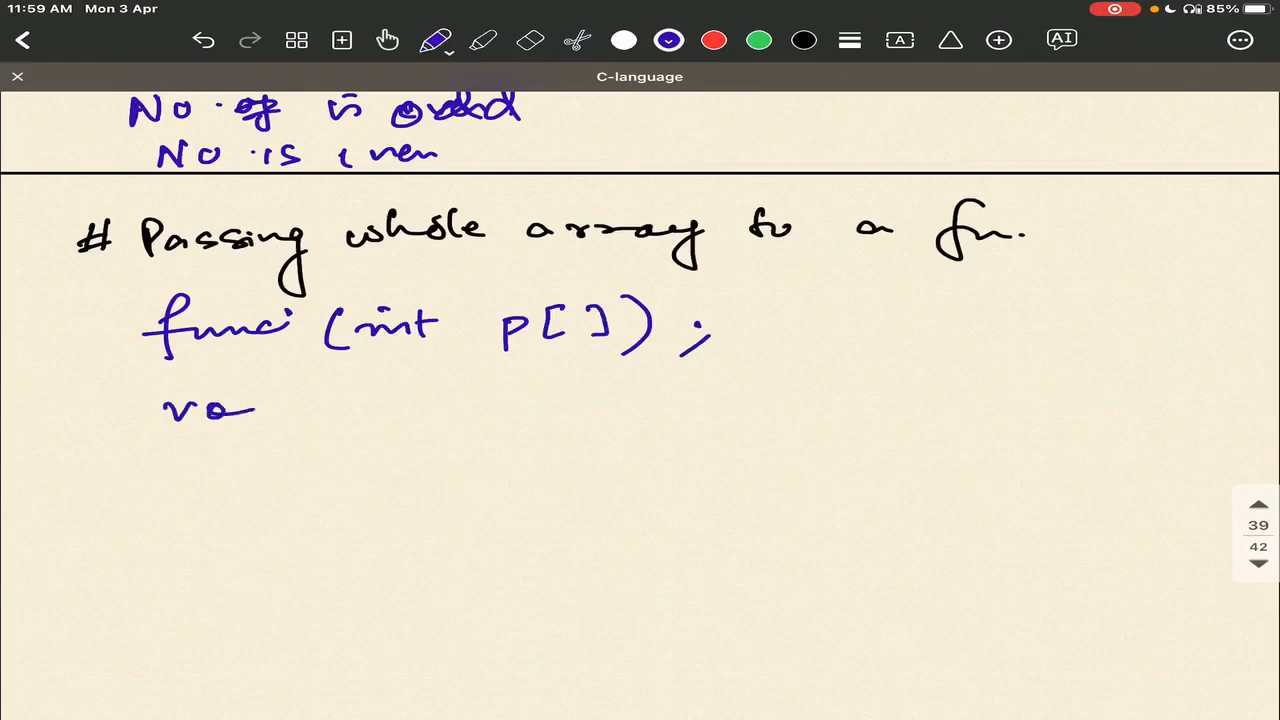 11:59 AM Mon 3 Apr
85%
A
AI
C-language
No. is
No is even
# Passing whole array to a fn.
func (int p[ ]) ;
vo
39
42